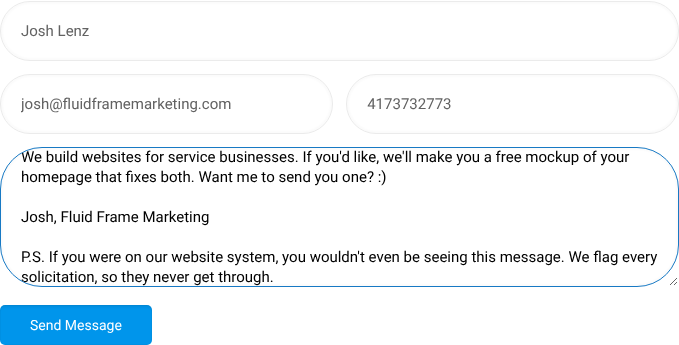 Josh Lenz
josh@fluidframemarketing.com
4173732773
We build websites for service businesses. If you'd like, we'll make you a free mockup of your
homepage that fixes both. Want me to send you one? :)
Josh, Fluid Frame Marketing
P.S. If you were on our website system, you wouldn't even be seeing this message. We flag every
solicitation, so they never get through.
Send Message